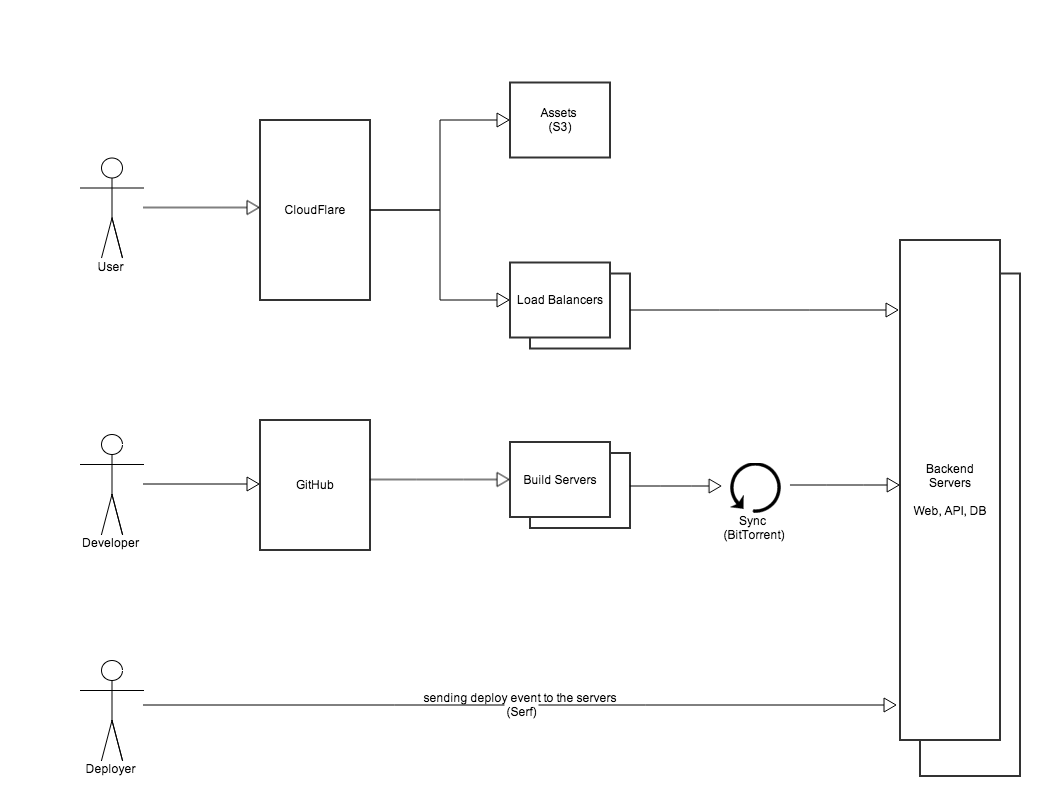 Assets
(S3)
CloudFlare
User
Load Balancers
GitHub
Developer
Build Servers
Sync
(BitTorrent)
Backend
Servers
Web, API, DB
sending deploy event to the servers
(Serf)
Deployer